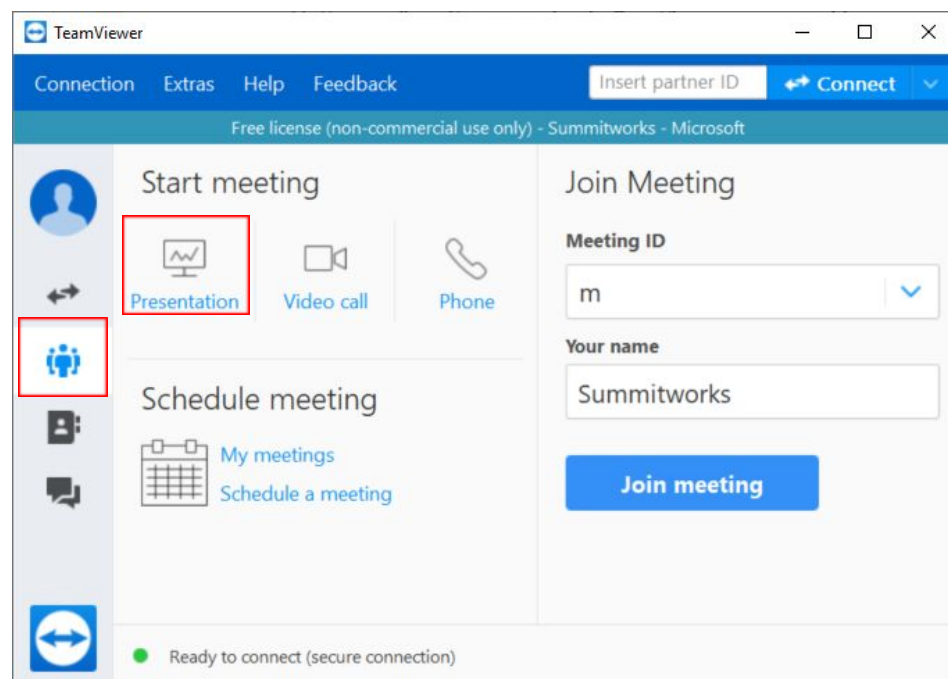 TeamViewer
Connection Extras Help Feedback Insert partner ID Connect
Free license (non-commercial use only) - Summitworks - Microsoft
Start meeting
Presentation Video call Phone
Schedule meeting
My meetings
Schedule a meeting
Join Meeting
Meeting ID
m
Your name
Summitworks
Join meeting
Ready to connect (secure connection)